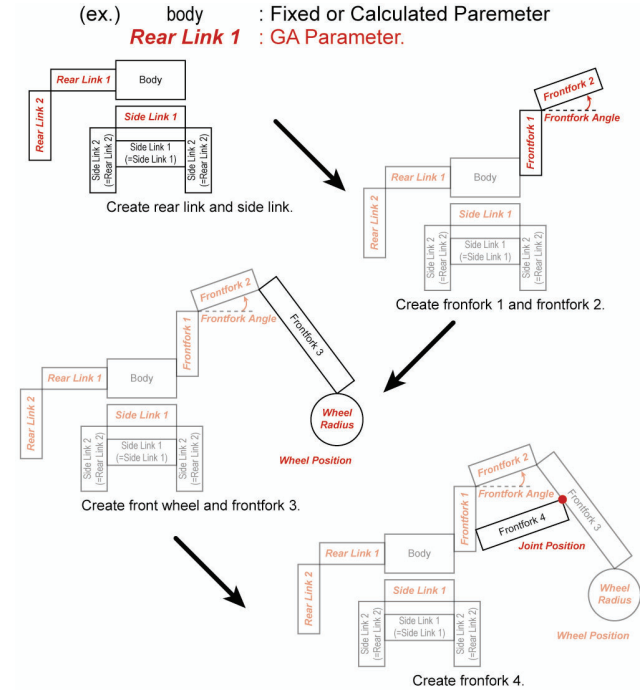 (ex.) body : Fixed or Calculated Paremeter
Rear Link 1 : GA Parameter.
Rear Link 1
Body
Rear Link 2
Side Link 1
Side Link 2
(=Rear Link 2)
Side Link 1
(=Side Link 1)
Side Link 2
(=Rear Link 2)
Create rear link and side link.
Frontfork 2
Frontfork Angle
Frontfork 1
Rear Link 1
Body
Rear Link 2
Side Link 1
Side Link 2
(=Rear Link 2)
Side Link 1
(=Side Link 1)
Side Link 2
(=Rear Link 2)
Create fronfork 1 and frontfork 2.
Frontfork 2
Frontfork Angle
Frontfork 1
Frontfork 3
Rear Link 1
Body
Rear Link 2
Side Link 1
Side Link 2
(=Rear Link 2)
Side Link 1
(=Side Link 1)
Side Link 2
(=Rear Link 2)
Wheel
Radius
Wheel Position
Create front wheel and frontfork 3.
Frontfork 2
Frontfork Angle
Frontfork 1
Frontfork 3
Frontfork 4
Joint Position
Rear Link 1
Body
Rear Link 2
Side Link 1
Side Link 2
(=Rear Link 2)
Side Link 1
(=Side Link 1)
Side Link 2
(=Rear Link 2)
Wheel
Radius
Wheel Position
Create fronfork 4.